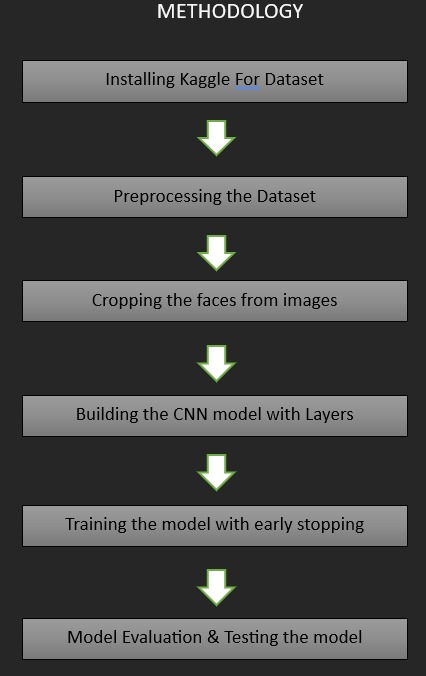 METHODOLOGY
Installing Kaggle For Dataset
Preprocessing the Dataset
Cropping the faces from images
Building the CNN model with Layers
Training the model with early stopping
Model Evaluation & Testing the model